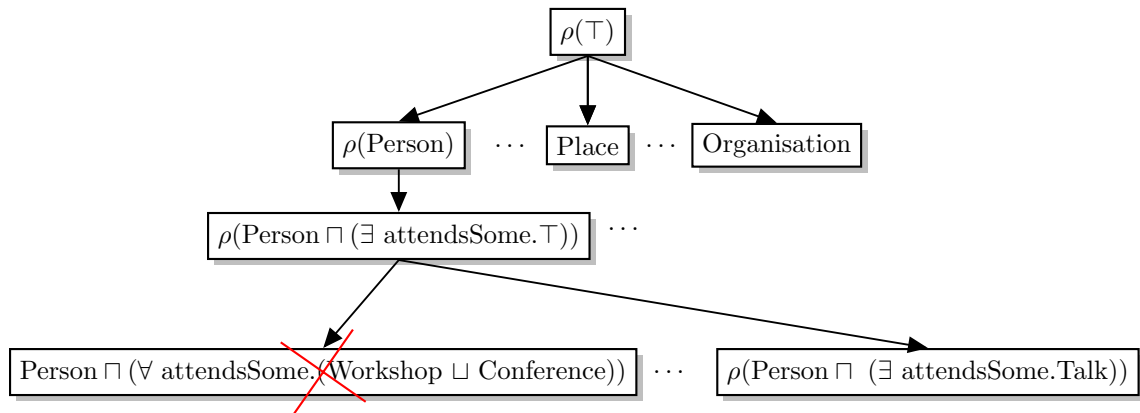 ρ(⊤)
ρ(Person) ··· Place ··· Organisation
ρ(Person ⊓ (∃ attendsSome.⊤)) ···
Person ⊓ (∀ attendsSome.(Workshop ⊔ Conference)) ··· ρ(Person ⊓ (∃ attendsSome.Talk))